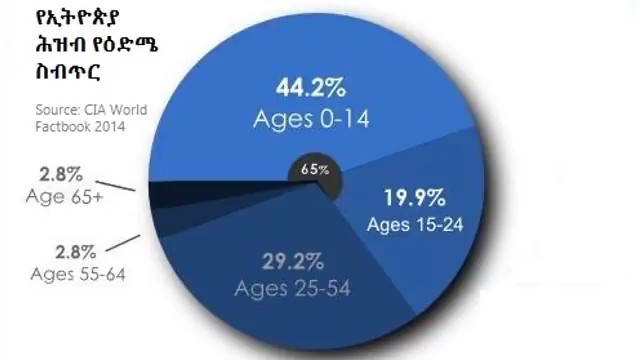 የኢትዮጵያ
ሕዝብ የዕድሜ
ስብጥር
Source: CIA World
Factbook 2014
44.2%
Ages 0-14
65%
2.8%
Age 65+
19.9%
Ages 15-24
2.8%
Ages 55-64
29.2%
Ages 25-54